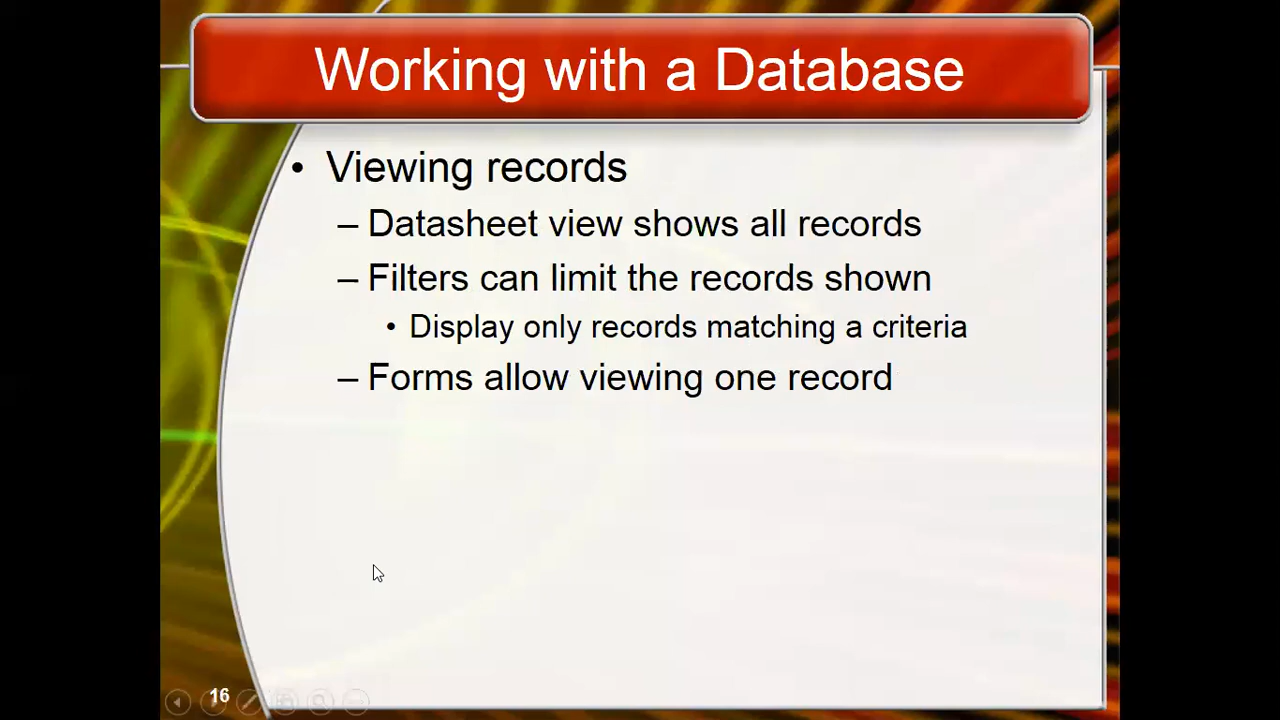 Working with a Database
• Viewing records
– Datasheet view shows all records
– Filters can limit the records shown
• Display only records matching a criteria
– Forms allow viewing one record
16